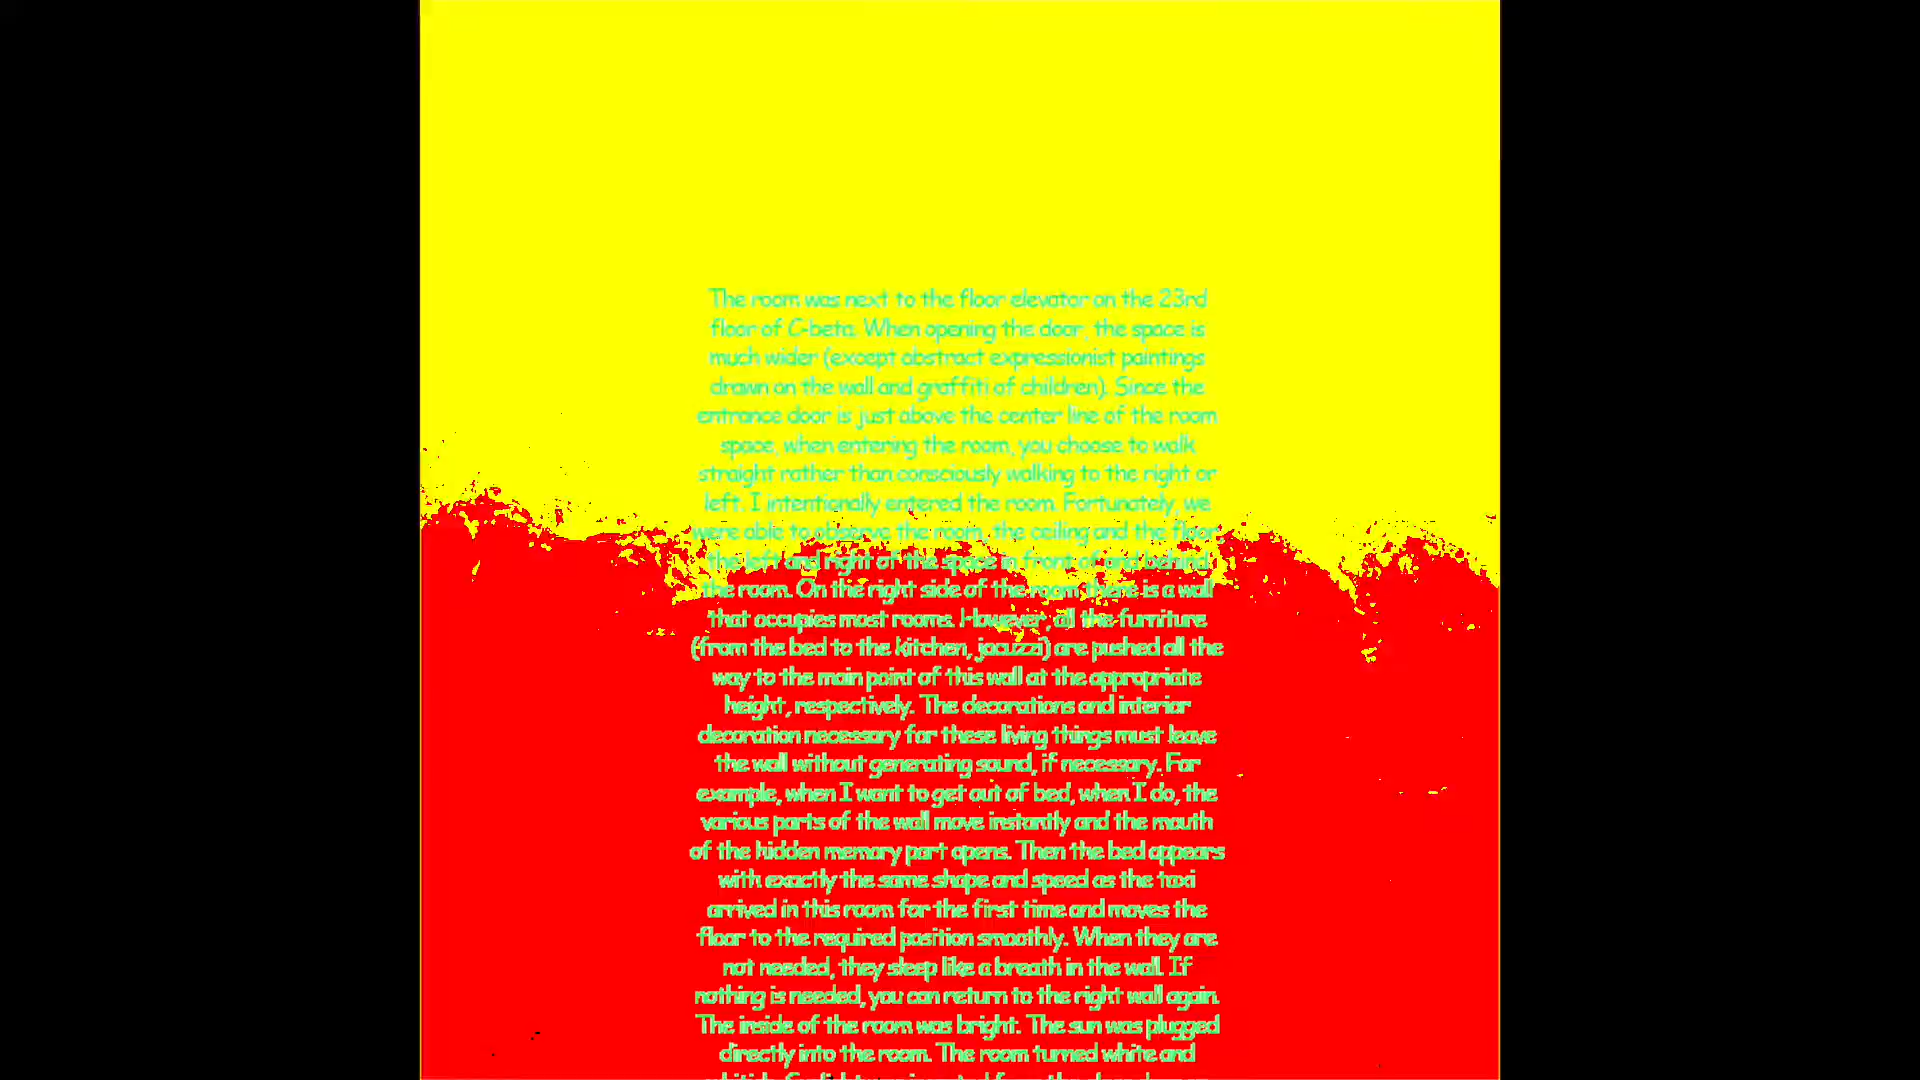 The room was next to the floor elevator on the 23rd
floor of C-beta. When opening the door, the space is
much wider (except abstract expressionist paintings
drawn on the wall and graffiti of children). Since the
entrance door is just above the center line of the room
space, when entering the room, you choose to walk
straight rather than consciously walking to the right or
left. I intentionally entered the room. Fortunately, we
were able to observe the room, the ceiling and the floor,
the left and right of the space in front of and behind
the room. On the right side of the room there is a wall
that occupies most rooms. However, all the furniture
(from the bed to the kitchen, jacuzzi) are pushed all the
way to the main point of this wall at the appropriate
height, respectively. The decorations and interior
decoration necessary for these living things must leave
the wall without generating sound, if necessary. For
example, when I want to get out of bed, when I do, the
various parts of the wall move instantly and the mouth
of the hidden memory part opens. Then the bed appears
with exactly the same shape and speed as the taxi
arrived in this room for the first time and moves the
floor to the required position smoothly. When they are
not needed, they sleep like a breath in the wall. If
nothing is needed, you can return to the right wall again.
The inside of the room was bright. The sun was plugged
directly into the room. The room turned white and